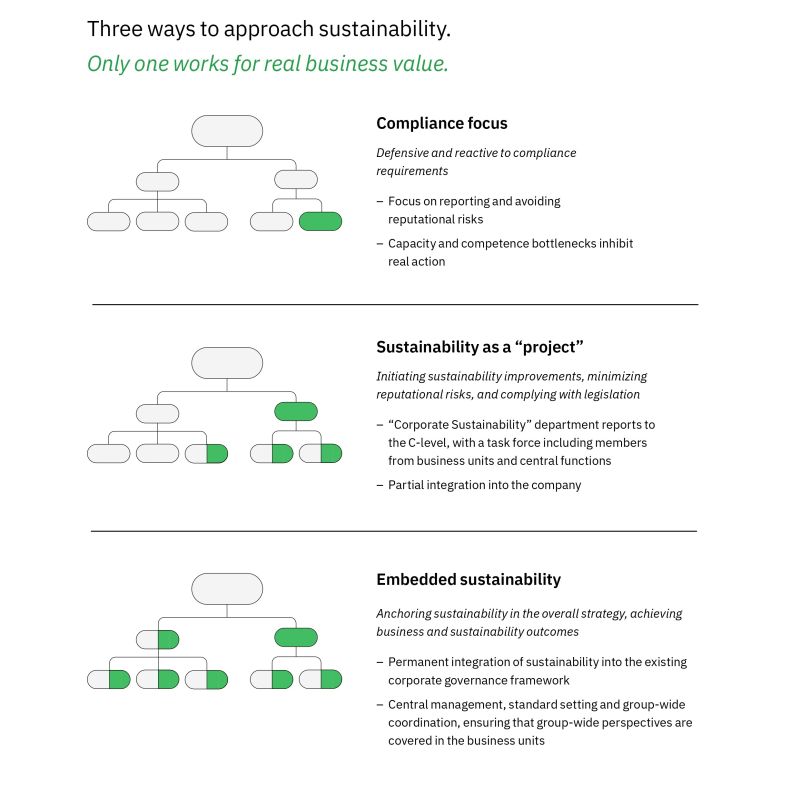 Three ways to approach sustainability.
Only one works for real business value.
Compliance focus
Defensive and reactive to compliance
requirements
– Focus on reporting and avoiding
reputational risks
– Capacity and competence bottlenecks inhibit
real action
Sustainability as a “project”
Initiating sustainability improvements, minimizing
reputational risks, and complying with legislation
– “Corporate Sustainability” department reports to
the C-level, with a task force including members
from business units and central functions
– Partial integration into the company
Embedded sustainability
Anchoring sustainability in the overall strategy, achieving
business and sustainability outcomes
– Permanent integration of sustainability into the existing
corporate governance framework
– Central management, standard setting and group-wide
coordination, ensuring that group-wide perspectives are
covered in the business units